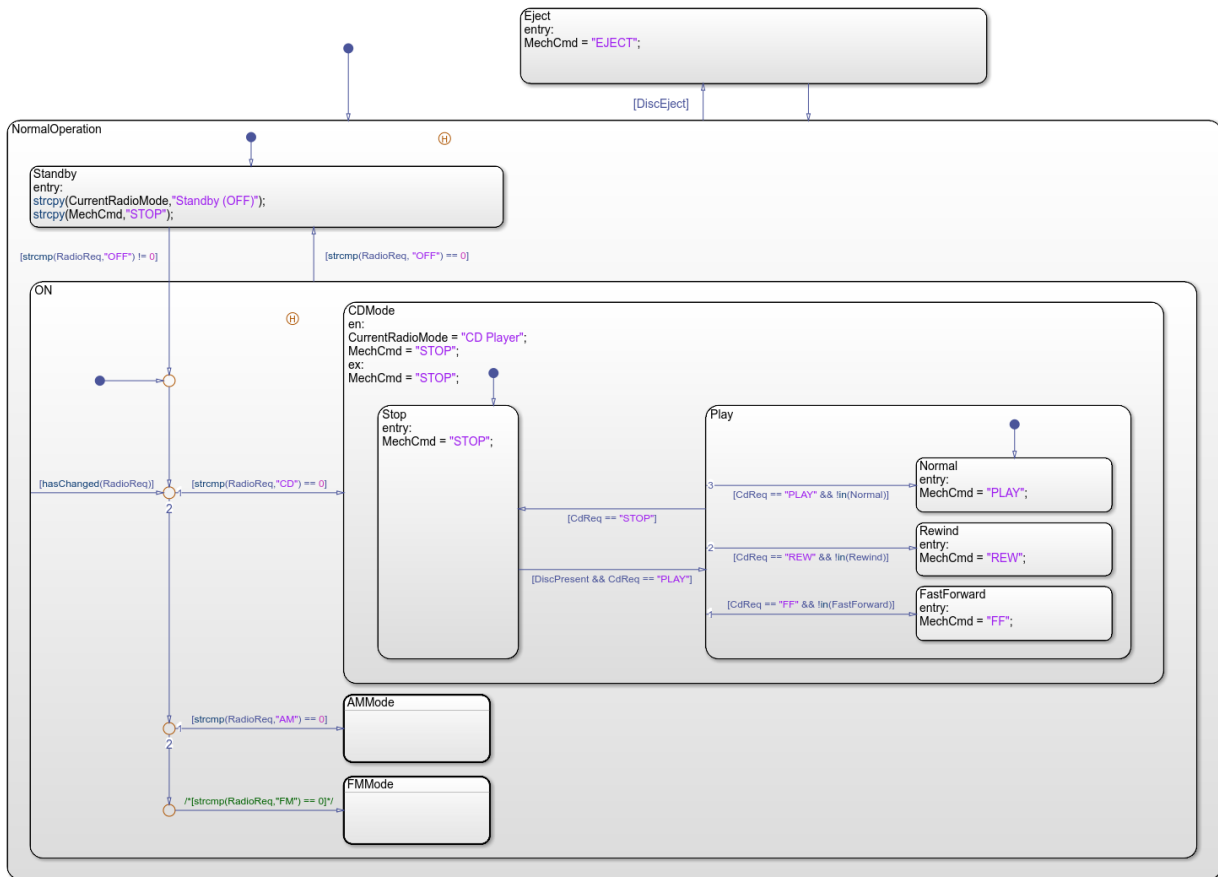 Eject
entry:
MechCmd = "EJECT";
[DiscEject]
NormalOperation
H
Standby
entry:
strcpy(CurrentRadioMode,"Standby (OFF)");
strcpy(MechCmd,"STOP");
[strcmp(RadioReq,"OFF") != 0]
[strcmp(RadioReq, "OFF") == 0]
ON
H
CDMode
en:
CurrentRadioMode = "CD Player";
MechCmd = "STOP";
ex:
MechCmd = "STOP";
Stop
entry:
MechCmd = "STOP";
Play
Normal
entry:
MechCmd = "PLAY";
3
[CdReq == "PLAY" && !in(Normal)]
[hasChanged(RadioReq)]
1
[strcmp(RadioReq,"CD") == 0]
2
[CdReq == "STOP"]
Rewind
entry:
MechCmd = "REW";
2
[CdReq == "REW" && !in(Rewind)]
[DiscPresent && CdReq == "PLAY"]
FastForward
entry:
MechCmd = "FF";
1
[CdReq == "FF" && !in(FastForward)]
AMMode
1
[strcmp(RadioReq,"AM") == 0]
2
FMMode
/*[strcmp(RadioReq,"FM") == 0]*/